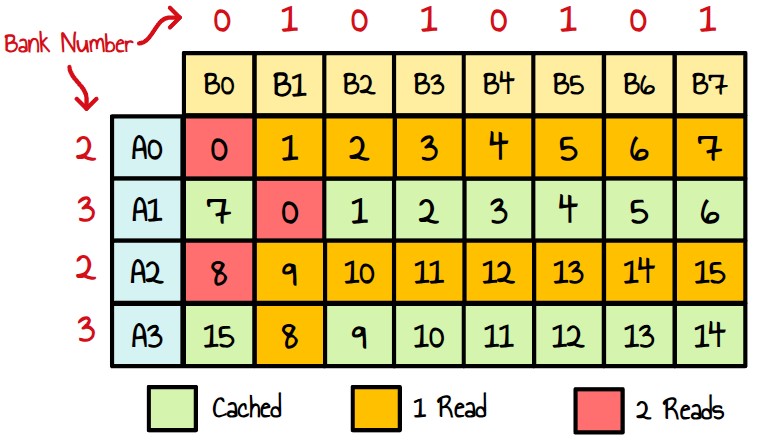 0 1 0 1 0 1 0 1
Bank Number
B0 B1 B2 B3 B4 B5 B6 B7
2 A0 0 1 2 3 4 5 6 7
3 A1 7 0 1 2 3 4 5 6
2 A2 8 9 10 11 12 13 14 15
3 A3 15 8 9 10 11 12 13 14
Cached 1 Read 2 Reads